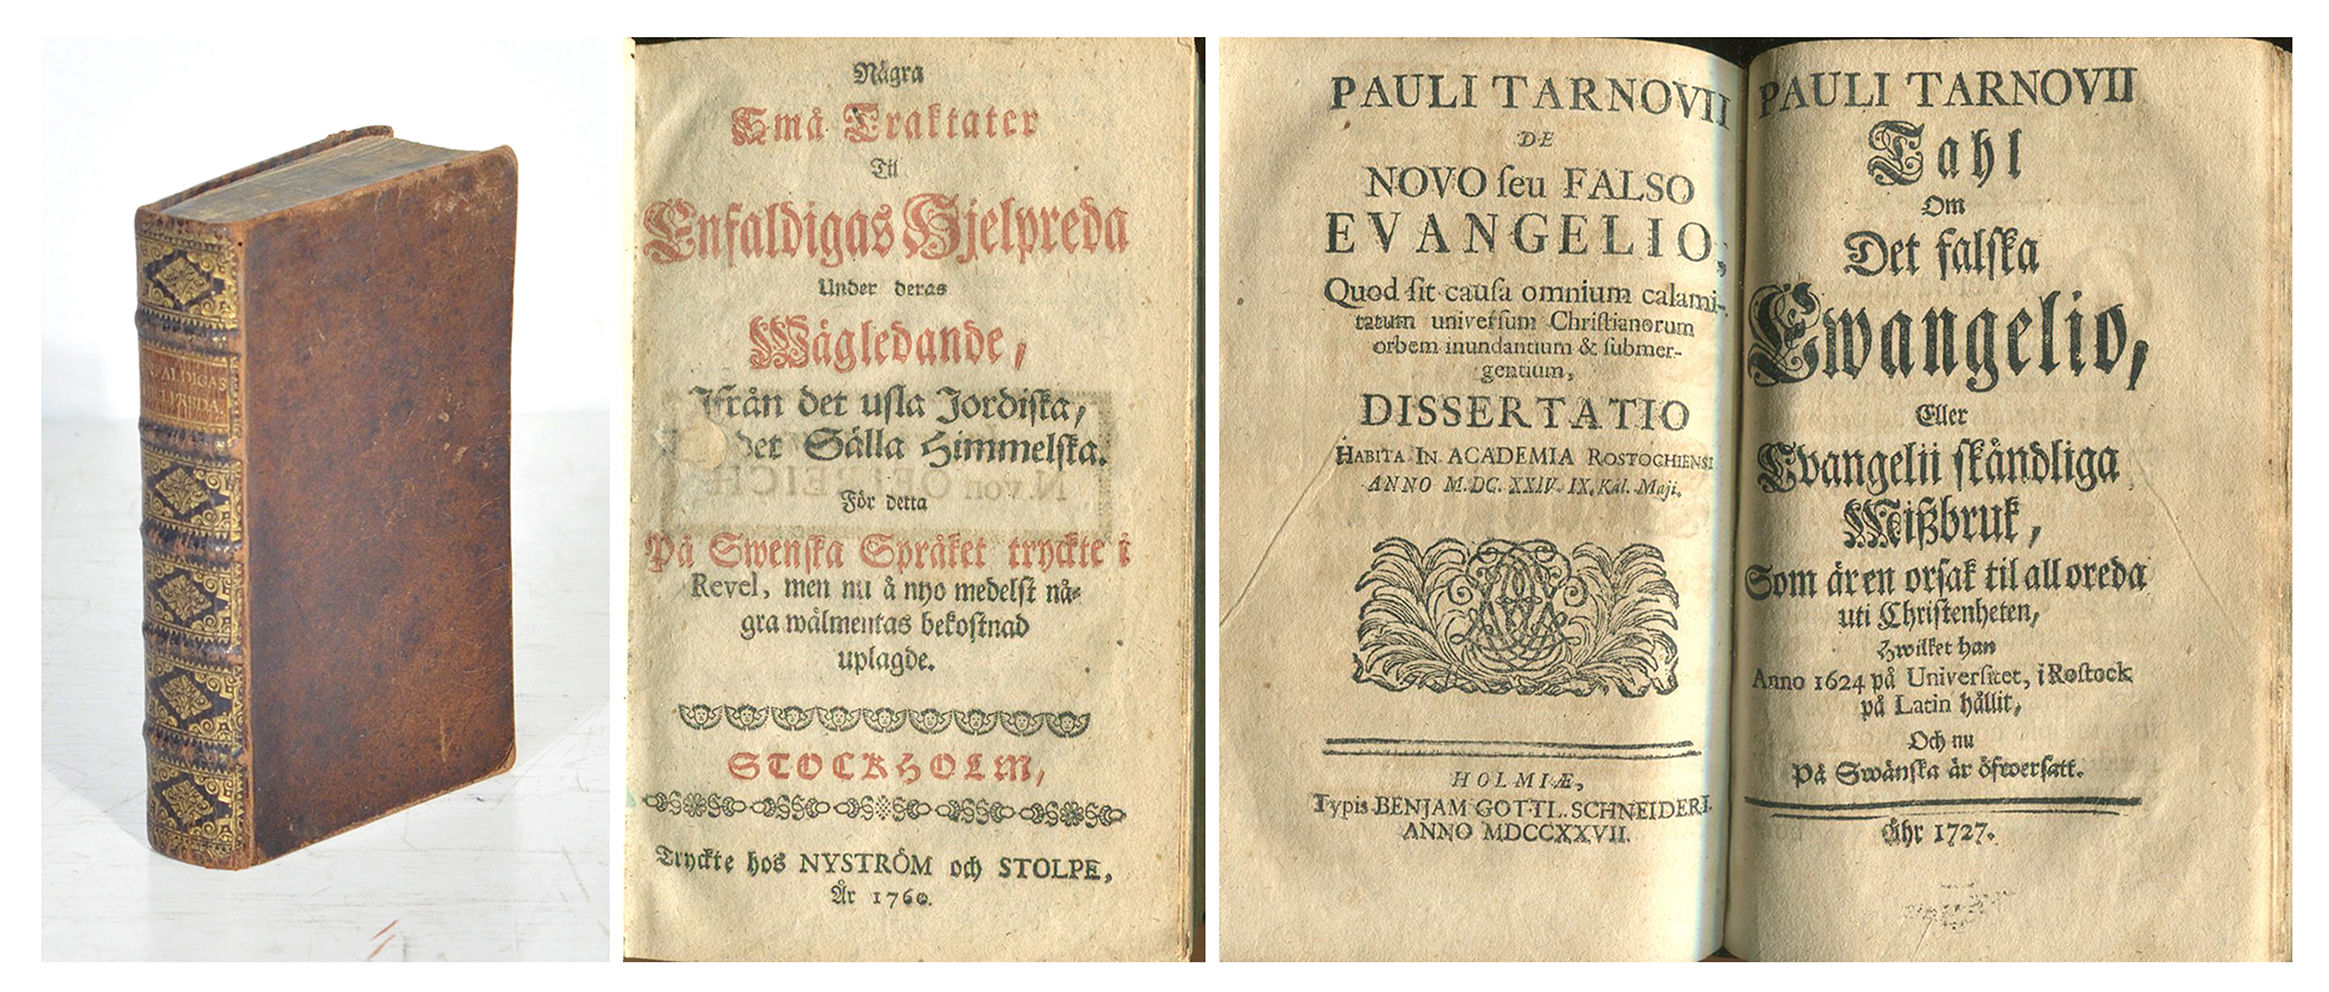 ENFALDIGAS
HJELPREDA.
Några
Små Traktater
Til
Enfaldigas Hjelpreda
Under deras
Wägledande,
Ifrån det usla Jordiska,
det Sälla Himmelska.
N. von OELREICH
För detta
På Swenska Språket tryckte i
Revel, men nu å nyo medelst nå-
gra wälmentas bekostnad
uplagde.
STOCKHOLM,
Tryckte hos NYSTRÖM och STOLPE,
År 1760.
PAULI TARNOVII
DE
NOVO ſeu FALSO
EVANGELIO,
Quod ſit cauſa omnium calami-
tatum univerſum Chriſtianorum
orbem inundantium & ſubmer-
gentium,
DISSERTATIO
HABITA IN ACADEMIA ROSTOCHIENSI
ANNO M.DC. XXIV. IX. Kal. Maji.
HOLMIÆ,
Typis BENJAM GOTTL. SCHNEIDERI.
ANNO MDCCXXVII.
PAULI TARNOVII
Tahl
Om
Det falſka
Ewangelio,
Eller
Evangelii ſkåndliga
Mißbruk,
Som är en orſak til all oreda
uti Chriſtenheten,
Hwilket han
Anno 1624 på Univerſitet, i Roſtock
på Latin hållit,
Och nu
På Swänſka är öfwerſatt.
Åhr 1727.